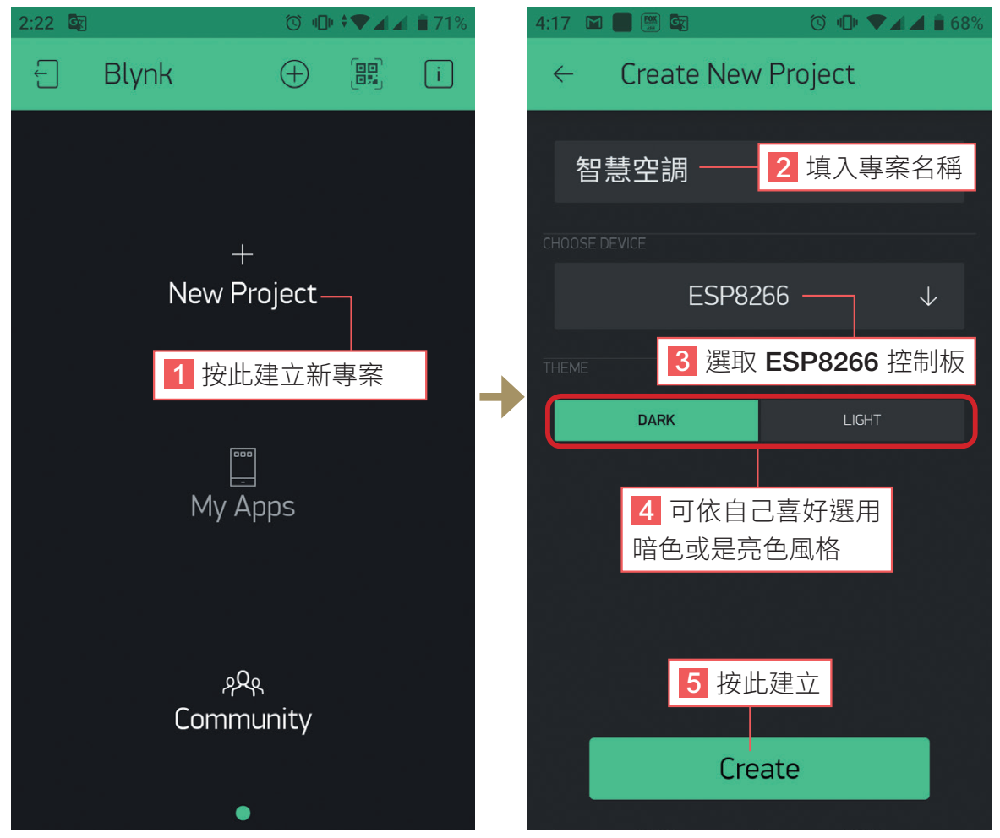 2:22
71%
Blynk
i
New Project
1 按此建立新專案
My Apps
Community
4:17
68%
Create New Project
智慧空調
2 填入專案名稱
CHOOSE DEVICE
ESP8266
3 選取 ESP8266 控制板
THEME
DARK
LIGHT
4 可依自己喜好選用
暗色或是亮色風格
5 按此建立
Create